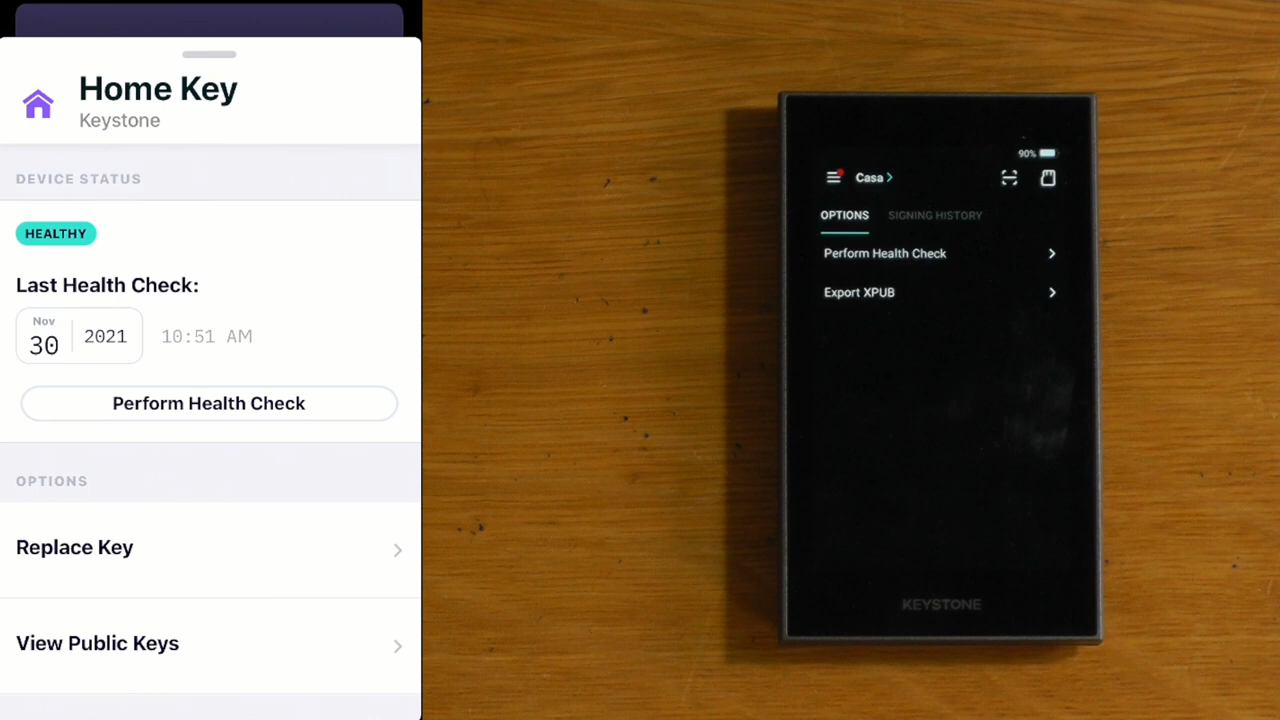 Home Key
Keystone
DEVICE STATUS
HEALTHY
Last Health Check:
Nov
30
2021
10:51 AM
Perform Health Check
OPTIONS
Replace Key
View Public Keys
90%
Casa
OPTIONS
SIGNING HISTORY
Perform Health Check
Export XPUB
KEYSTONE